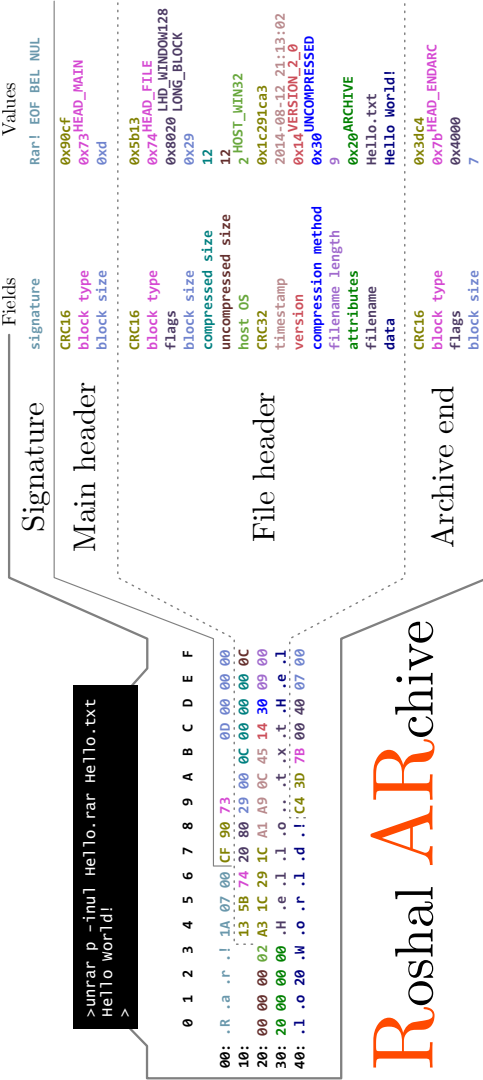 >unrar p -inul Hello.rar Hello.txt
Hello World!
>
0 1 2 3 4 5 6 7 8 9 A B C D E F
00: .R .a .r .! 1A 07 00 CF 90 73 0D 00 00 00
10: 13 5B 74 20 80 29 00 0C 00 00 00 0C
20: 00 00 00 02 A3 1C 29 1C A1 A9 0C 45 14 30 09 00
30: 20 00 00 00 .H .e .l .l .o .. .t .x .t .H .e .l
40: .l .o 20 .W .o .r .l .d .! C4 3D 7B 00 40 07 00
Roshal ARchive
Fields Values
Signature
signature Rar! EOF BEL NUL
Main header
CRC16 0x90cf
block type 0x73 HEAD_MAIN
block size 0xd
File header
CRC16 0x5b13
block type 0x74 HEAD_FILE
flags 0x8020 LHD_WINDOW128
LONG_BLOCK
block size 0x29
compressed size 12
uncompressed size 12
host OS 2 HOST_WIN32
CRC32 0x1c291ca3
timestamp 2014-08-12 21:13:02
version 0x14 VERSION_2_0
compression method 0x30 UNCOMPRESSED
filename length 9
attributes 0x20 ARCHIVE
filename Hello.txt
data Hello World!
Archive end
CRC16 0x3dc4
block type 0x7b HEAD_ENDARC
flags 0x4000
block size 7